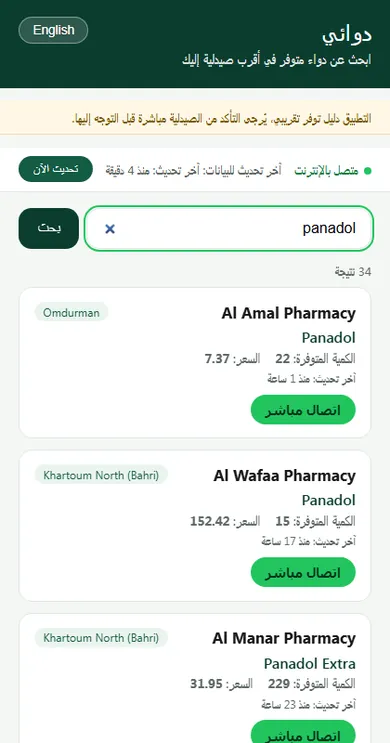 دوائي
English
ابحث عن دواء متوفر في أقرب صيدلية إليك
التطبيق دليل توفر تقريبي، يُرجى التأكد من الصيدلية مباشرة قبل التوجه إليها.
متصل بالإنترنت آخر تحديث للبيانات: آخر تحديث: منذ 4 دقيقة تحديث الآن
panadol بحث
34 نتيجة
Al Amal Pharmacy Omdurman
Panadol
الكمية المتوفرة: 22 السعر: 7.37
آخر تحديث: منذ 1 ساعة
اتصال مباشر
Al Wafaa Pharmacy Khartoum North (Bahri)
Panadol
الكمية المتوفرة: 15 السعر: 152.42
آخر تحديث: منذ 17 ساعة
اتصال مباشر
Al Manar Pharmacy Khartoum North (Bahri)
Panadol Extra
الكمية المتوفرة: 229 السعر: 31.95
آخر تحديث: منذ 23 ساعة
اتصال مباشر